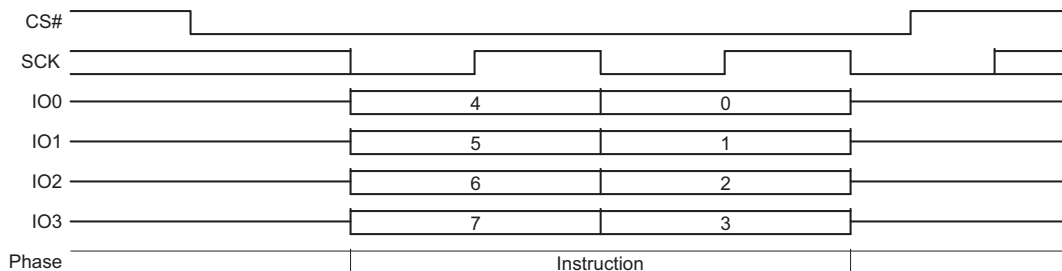 CS#
SCK
IO0 4 0
IO1 5 1
IO2 6 2
IO3 7 3
Phase Instruction